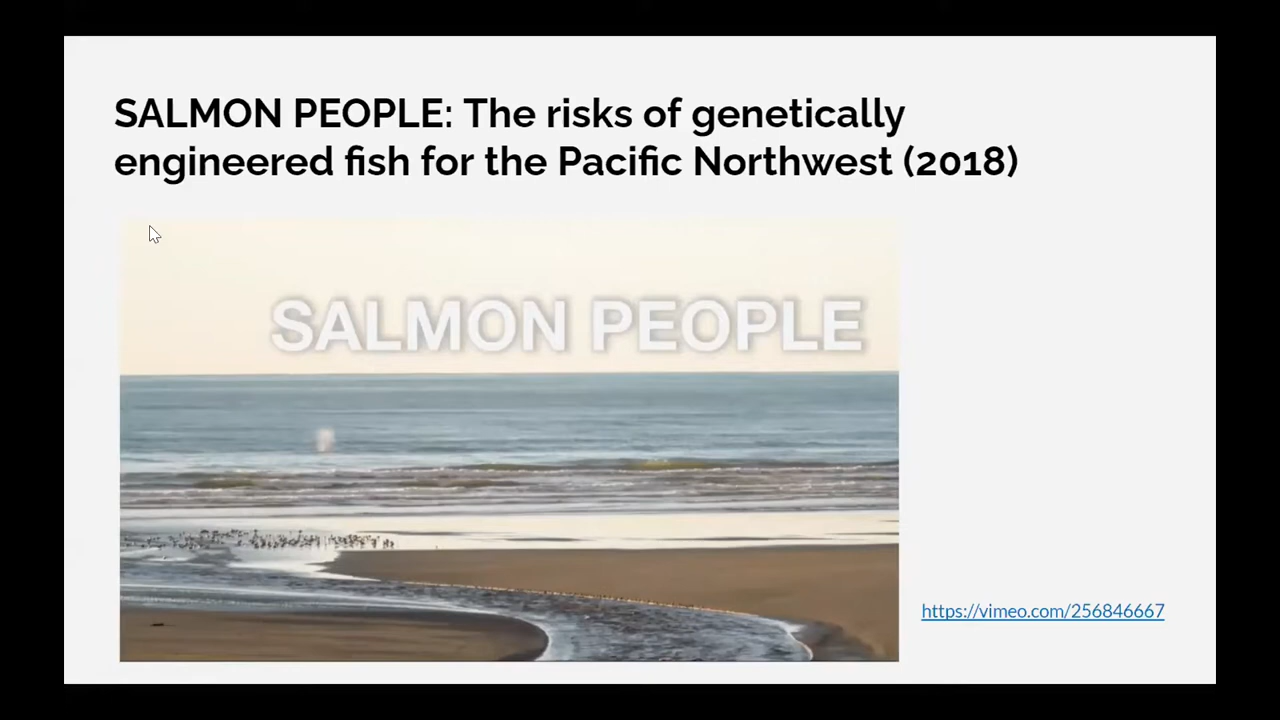 SALMON PEOPLE: The risks of genetically
engineered fish for the Pacific Northwest (2018)
SALMON PEOPLE
https://vimeo.com/256846667